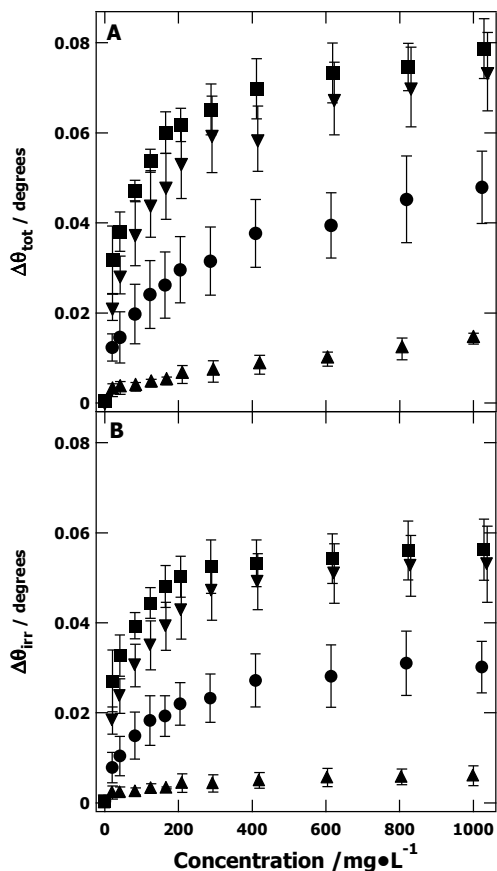 A
0.08
0.06
0.04
0.02
0
Δθtot / degrees
B
0.08
0.06
0.04
0.02
0
Δθirr / degrees
0 200 400 600 800 1000
Concentration /mg●L-1